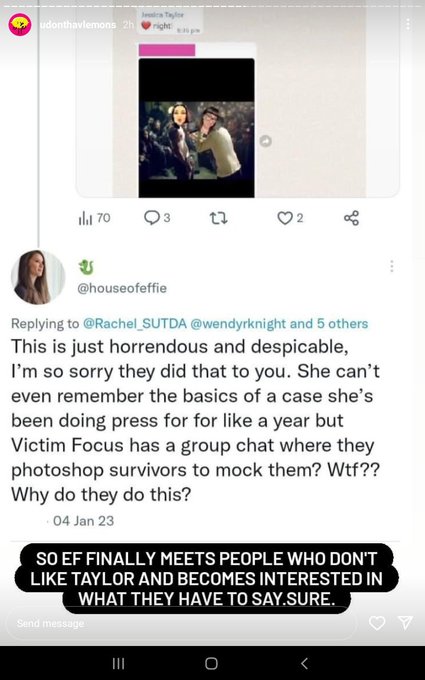 udonthavlemons 2h
Jessica Taylor
❤️ right
8:35 pm
70 3 2
@houseofeffie
Replying to @Rachel_SUTDA @wendyrknight and 5 others
This is just horrendous and despicable,
I'm so sorry they did that to you. She can't
even remember the basics of a case she's
been doing press for for like a year but
Victim Focus has a group chat where they
photoshop survivors to mock them? Wtf??
Why do they do this?
· 04 Jan 23
SO EF FINALLY MEETS PEOPLE WHO DON'T
LIKE TAYLOR AND BECOMES INTERESTED IN
WHAT THEY HAVE TO SAY.SURE.
Send message